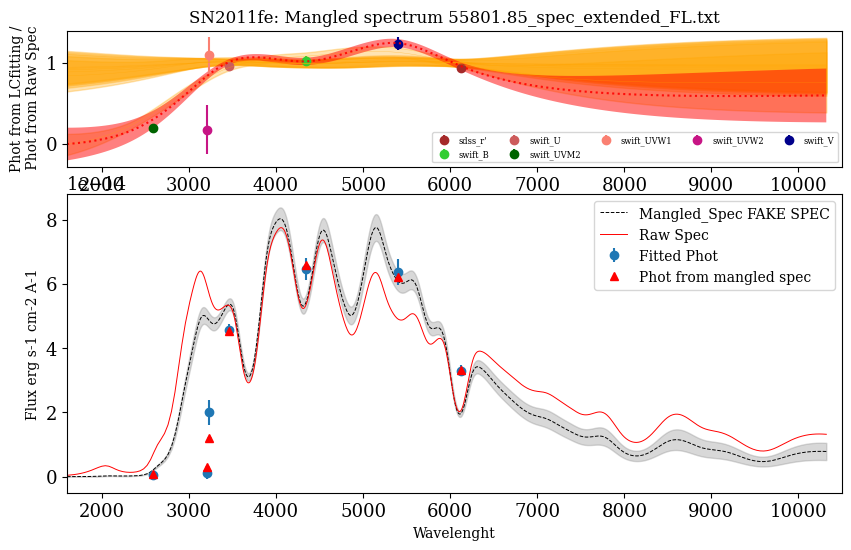 SN2011fe: Mangled spectrum 55801.85_spec_extended_FL.txt
Phot from LCfitting /
Phot from Raw Spec
1
0
sdss_r'
swift_B
swift_U
swift_UVM2
swift_UVW1
swift_UVW2
swift_V
2000 3000 4000 5000 6000 7000 8000 9000 10000
Flux erg s-1 cm-2 A-1
8
6
4
2
0
Mangled_Spec FAKE SPEC
Raw Spec
Fitted Phot
Phot from mangled spec
2000 3000 4000 5000 6000 7000 8000 9000 10000
Wavelenght